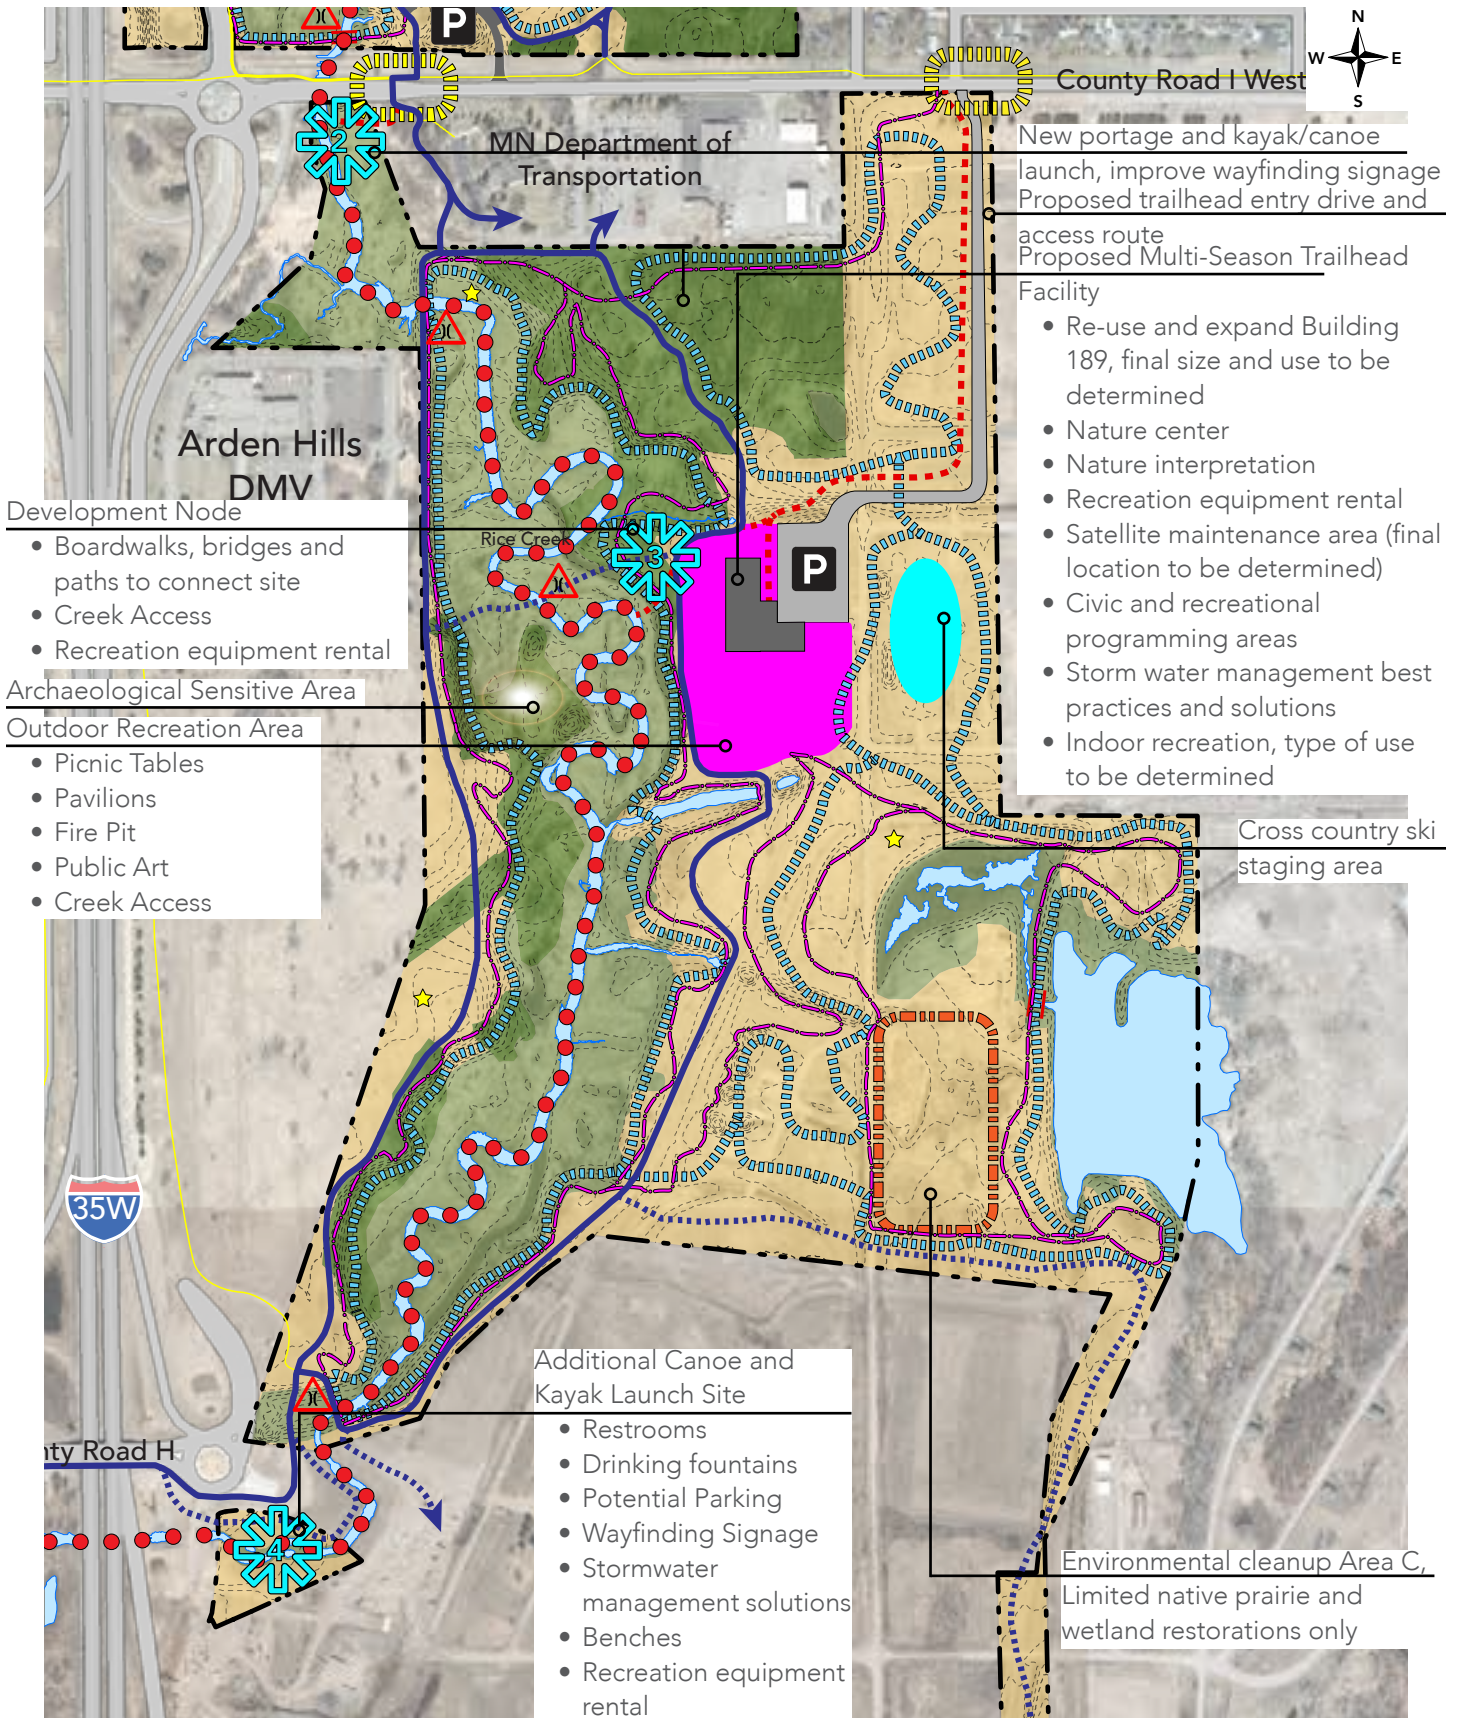 P
N
W E
S
County Road I West
2
MN Department of
Transportation
New portage and kayak/canoe
launch, improve wayfinding signage
Proposed trailhead entry drive and
access route
Proposed Multi-Season Trailhead
Facility
• Re-use and expand Building
189, final size and use to be
determined
• Nature center
• Nature interpretation
• Recreation equipment rental
• Satellite maintenance area (final
location to be determined)
• Civic and recreational
programming areas
• Storm water management best
practices and solutions
• Indoor recreation, type of use
to be determined
Arden Hills
DMV
Development Node
• Boardwalks, bridges and
paths to connect site
• Creek Access
• Recreation equipment rental
Rice Creek
3
P
Archaeological Sensitive Area
Outdoor Recreation Area
• Picnic Tables
• Pavilions
• Fire Pit
• Public Art
• Creek Access
Cross country ski
staging area
35W
Additional Canoe and
Kayak Launch Site
• Restrooms
• Drinking fountains
• Potential Parking
• Wayfinding Signage
• Stormwater
management solutions
• Benches
• Recreation equipment
rental
nty Road H
4
Environmental cleanup Area C,
Limited native prairie and
wetland restorations only